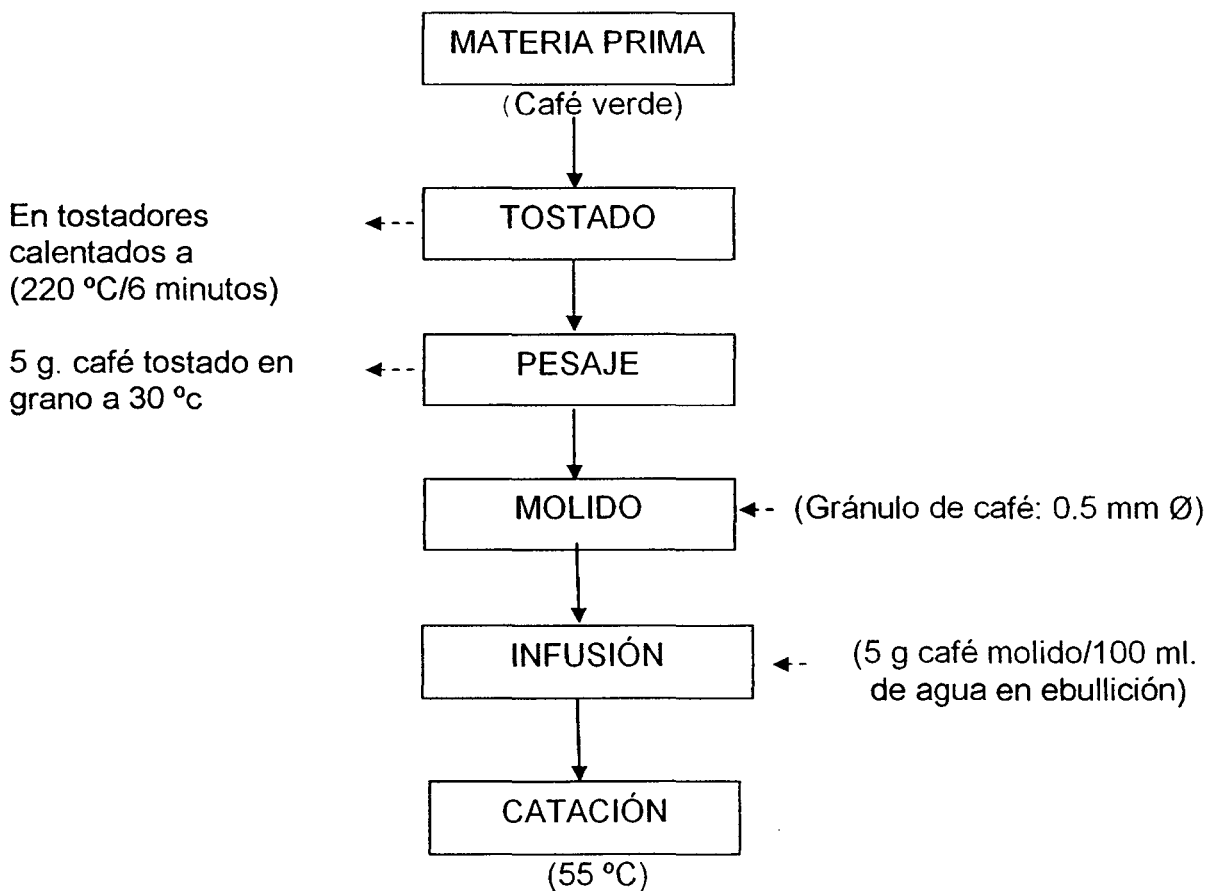 MATERIA PRIMA
(Café verde)
TOSTADO
En tostadores
calentados a
(220 ºC/6 minutos)
PESAJE
5 g. café tostado en
grano a 30 ºc
MOLIDO
(Gránulo de café: 0.5 mm Ø)
INFUSIÓN
(5 g café molido/100 ml.
de agua en ebullición)
CATACIÓN
(55 ºC)